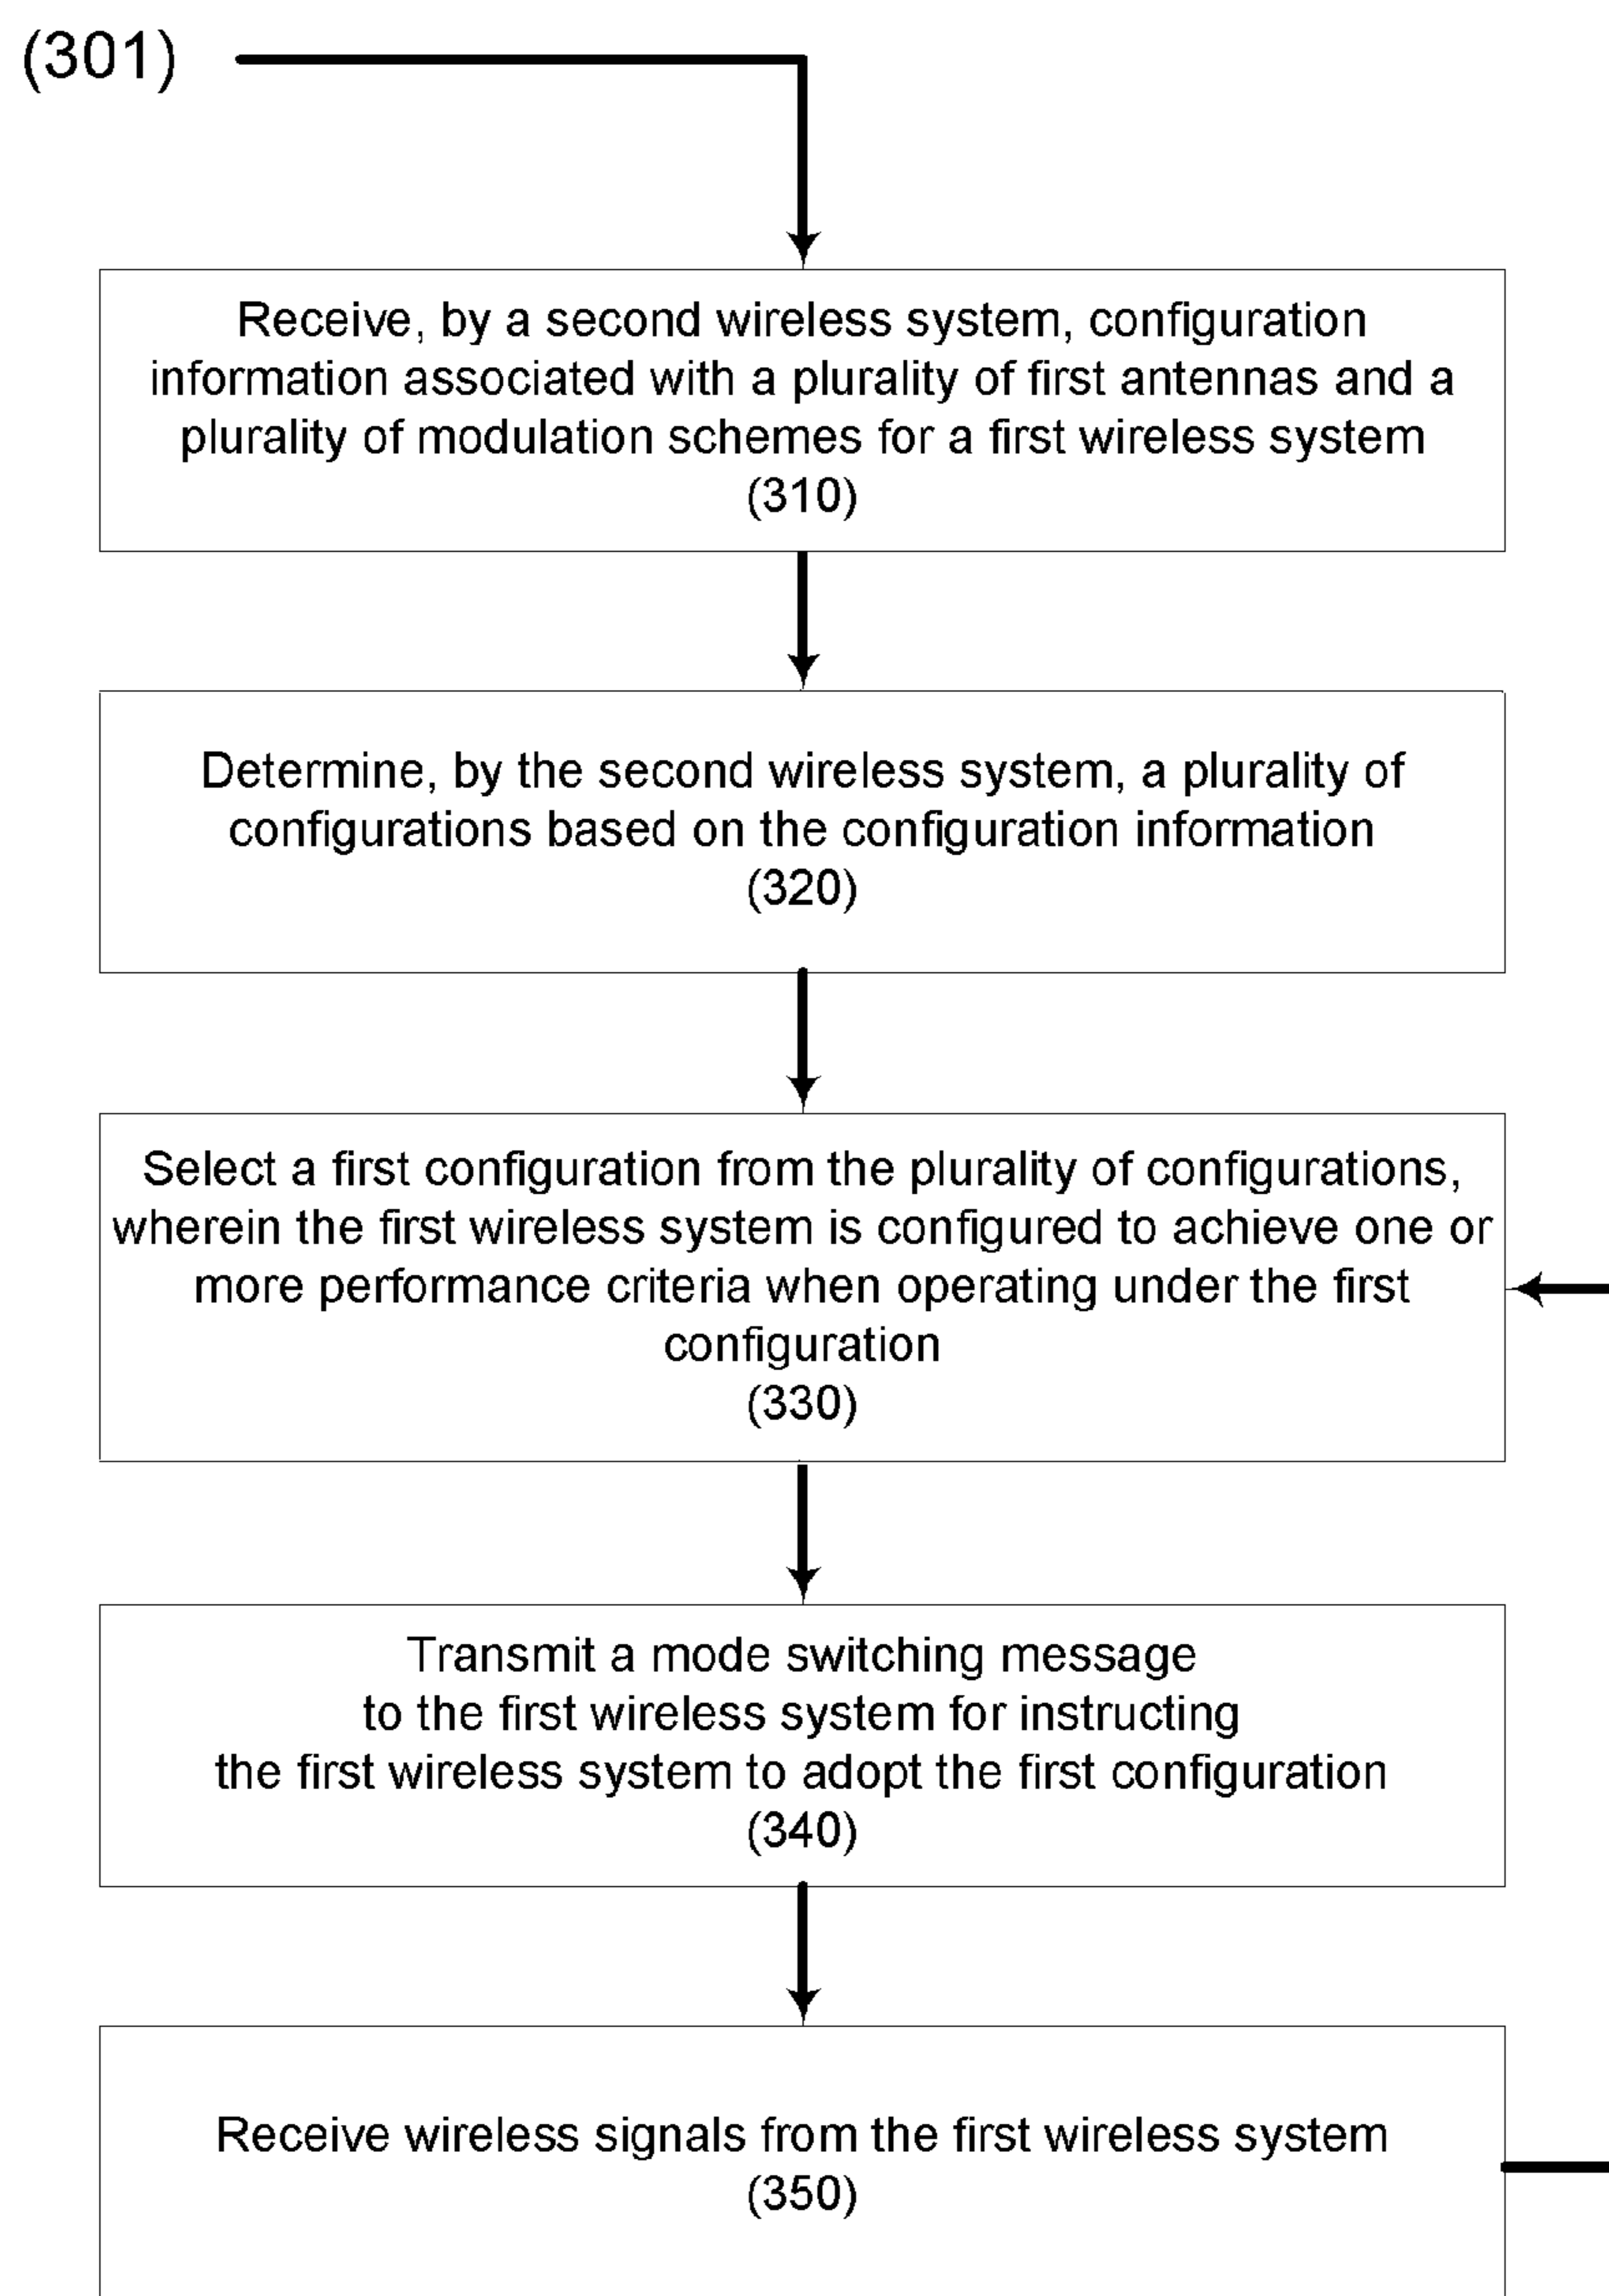 (301)
Receive, by a second wireless system, configuration
information associated with a plurality of first antennas and a
plurality of modulation schemes for a first wireless system
(310)
Determine, by the second wireless system, a plurality of
configurations based on the configuration information
(320)
Select a first configuration from the plurality of configurations,
wherein the first wireless system is configured to achieve one or
more performance criteria when operating under the first
configuration
(330)
Transmit a mode switching message
to the first wireless system for instructing
the first wireless system to adopt the first configuration
(340)
Receive wireless signals from the first wireless system
(350)